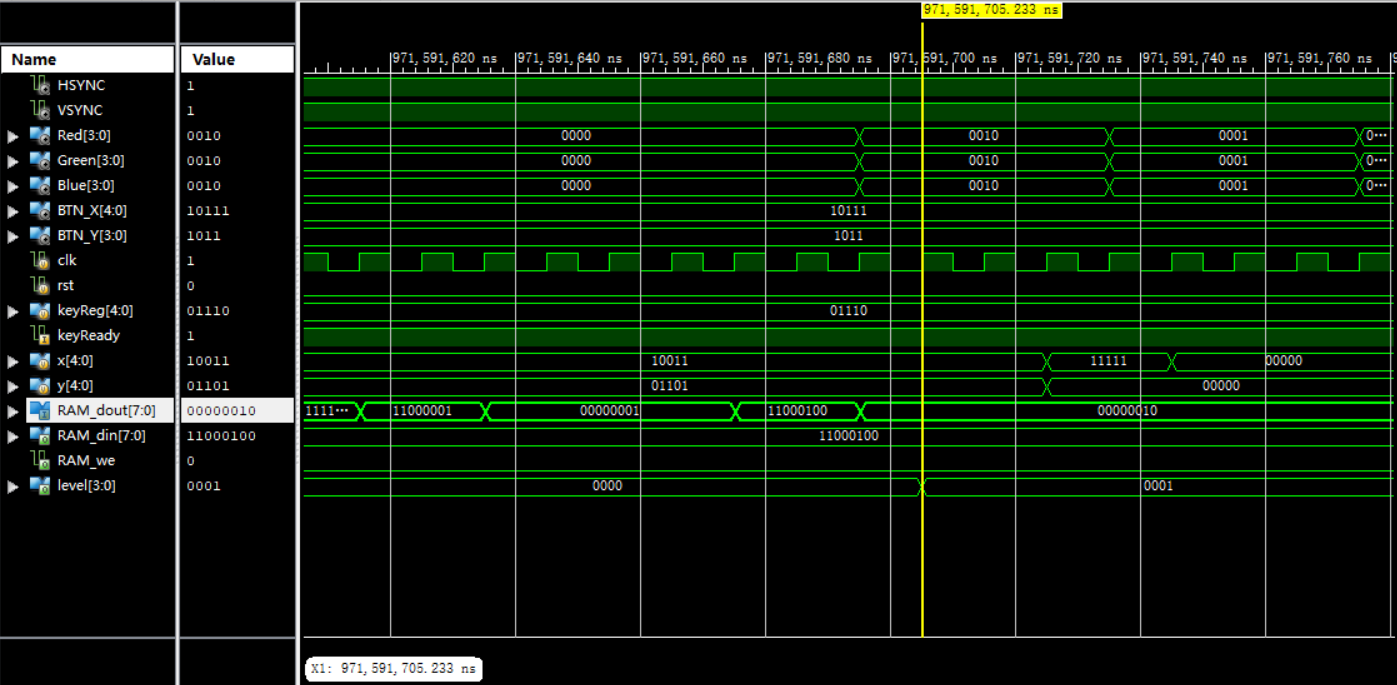 971,591,705.233 ns
Name Value
971,591,620 ns 971,591,640 ns 971,591,660 ns 971,591,680 ns 971,591,700 ns 971,591,720 ns 971,591,740 ns 971,591,760 ns
HSYNC 1
VSYNC 1
Red[3:0] 0010 0000 0010 0001 0···
Green[3:0] 0010 0000 0010 0001 0···
Blue[3:0] 0010 0000 0010 0001 0···
BTN_X[4:0] 10111 10111
BTN_Y[3:0] 1011 1011
clk 1
rst 0
keyReg[4:0] 01110 01110
keyReady 1
x[4:0] 10011 10011 11111 00000
y[4:0] 01101 01101 00000
RAM_dout[7:0] 00000010 1111··· 11000001 00000001 11000100 00000010
RAM_din[7:0] 11000100 11000100
RAM_we 0
level[3:0] 0001 0000 0001
X1: 971,591,705.233 ns